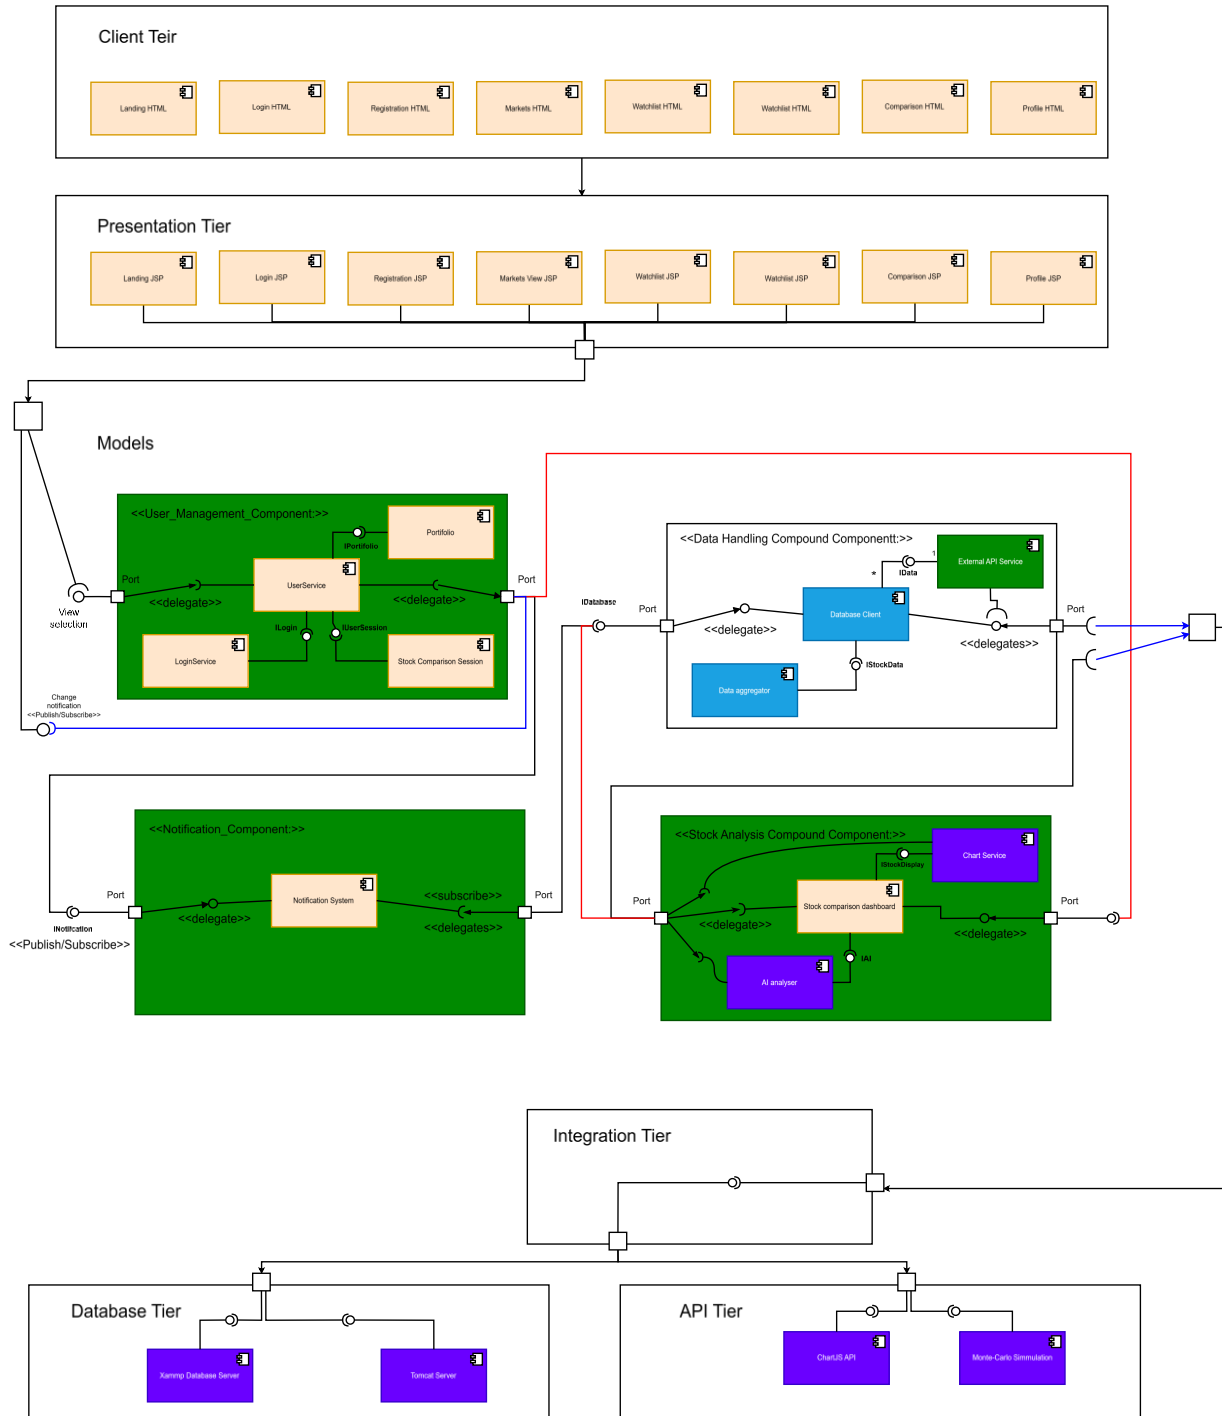 Client Teir
Landing HTML
Login HTML
Registration HTML
Markets HTML
Watchlist HTML
Watchlist HTML
Comparison HTML
Profile HTML
Presentation Tier
Landing JSP
Login JSP
Registration JSP
Markets View JSP
Watchlist JSP
Watchlist JSP
Comparison JSP
Profile JSP
Models
<<User_Management_Component:>>
Portifolio
IPortifolio
UserService
Port
<<delegate>>
<<delegate>>
Port
View
selection
ILogin
IUserSession
LoginService
Stock Comparison Session
Change
notification
<<Publish/Subscribe>>
<<Data Handling Compound Componentt:>>
External API Service
1
IData
*
IDatabase
Port
Database Client
Port
<<delegate>>
<<delegates>>
IStockData
Data aggregator
<<Notification_Component:>>
Port
Notification System
<<subscribe>>
Port
<<delegate>>
<<delegates>>
INotifcation
<<Publish/Subscribe>>
<<Stock Analysis Compound Component:>>
Chart Service
IStockDisplay
Port
Stock comparison dashboard
Port
<<delegate>>
<<delegate>>
IAI
AI analyser
Integration Tier
Database Tier
Xammp Database Server
Tomcat Server
API Tier
ChartJS API
Monte-Carlo Simmulation